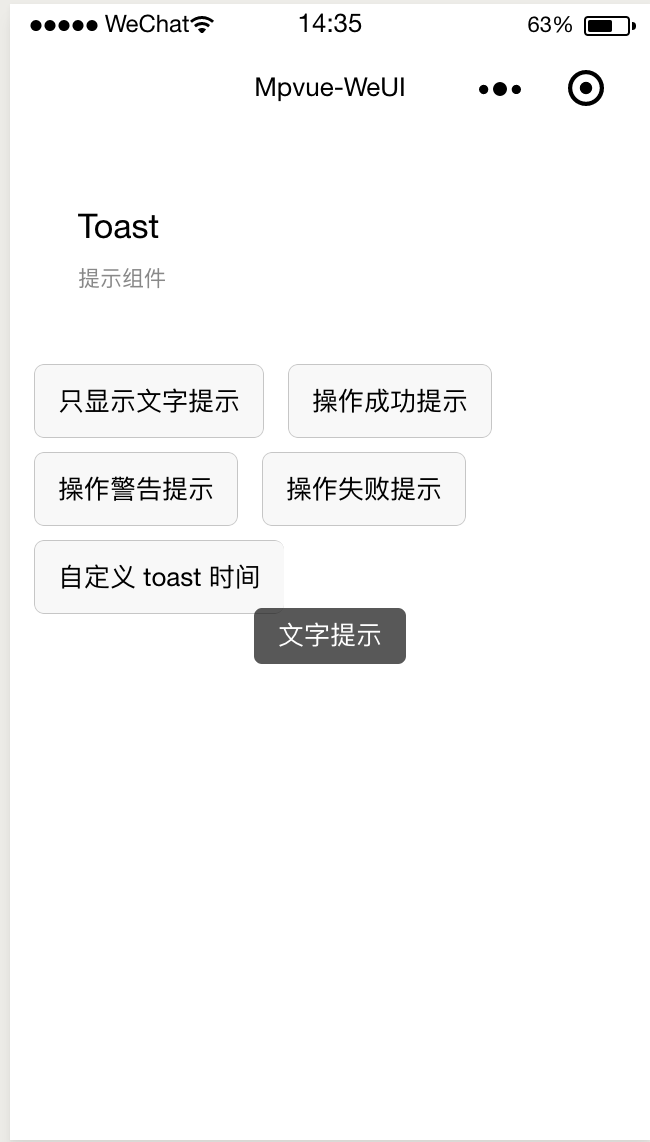 ●●●●● WeChat 14:35 63%
Mpvue-WeUI
Toast
提示组件
只显示文字提示 操作成功提示
操作警告提示 操作失败提示
自定义 toast 时间
文字提示